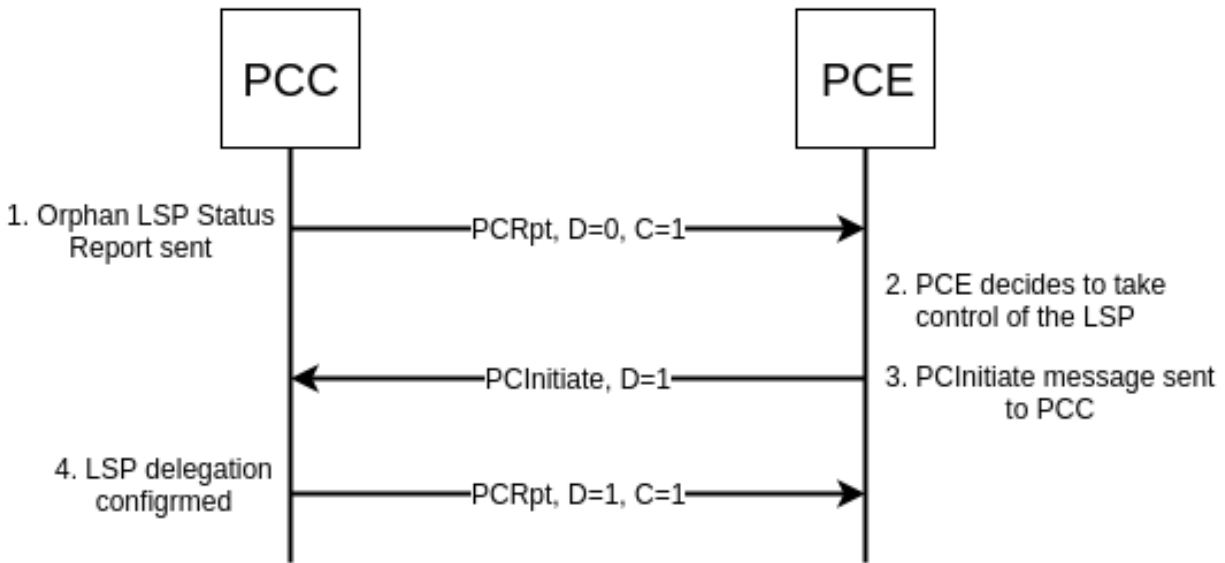 PCC
PCE
1. Orphan LSP Status
Report sent
PCRpt, D=0, C=1
2. PCE decides to take
control of the LSP
PCInitiate, D=1
3. PCInitiate message sent
to PCC
4. LSP delegation
configrmed
PCRpt, D=1, C=1